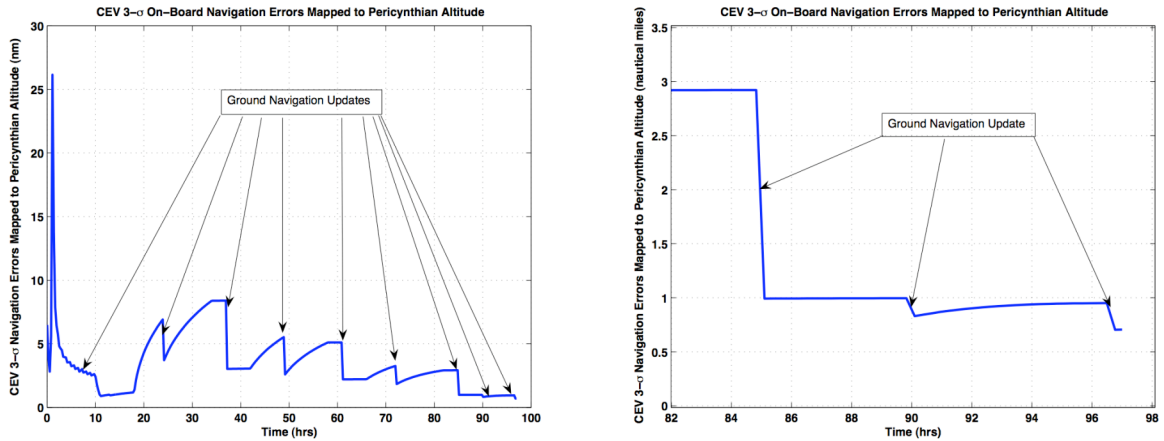 CEV 3−σ On−Board Navigation Errors Mapped to Pericynthian Altitude
CEV 3−σ Navigation Errors Mapped to Pericynthian Altitude (nm)
30
25
20
15
10
5
0
Ground Navigation Updates
0 10 20 30 40 50 60 70 80 90 100
Time (hrs)
CEV 3−σ On−Board Navigation Errors Mapped to Pericynthian Altitude
CEV 3−σ On−Board Navigation Errors Mapped to Pericynthian Altitude (nautical miles)
3.5
3
2.5
2
1.5
1
0.5
0
Ground Navigation Update
82 84 86 88 90 92 94 96 98
Time (hrs)